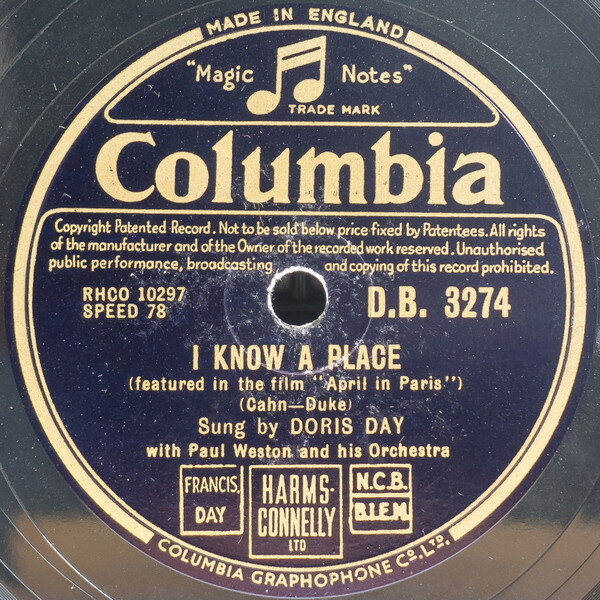 MADE IN ENGLAND
"Magic Notes"
TRADE MARK
Columbia
Copyright Patented Record. Not to be sold below price fixed by Patentees. All rights
of the manufacturer and of the Owner of the recorded work reserved. Unauthorised
public performance, broadcasting and copying of this record prohibited.
RHCO 10297
SPEED 78
D.B. 3274
I KNOW A PLACE
(featured in the film "April in Paris")
(Cahn—Duke)
Sung by DORIS DAY
with Paul Weston and his Orchestra
FRANCIS,
DAY
HARMS-
CONNELLY
LTD
N.C.B.
B.I.E.M.
COLUMBIA GRAPHOPHONE CO. LTD.